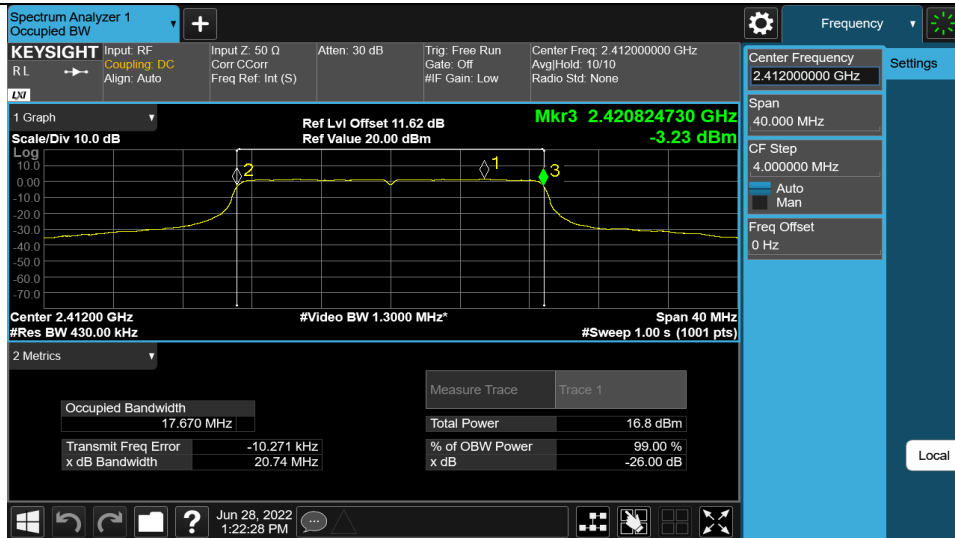 Spectrum Analyzer 1
Occupied BW
+
Frequency
KEYSIGHT
RL
LXI
Input: RF
Coupling: DC
Align: Auto
Input Z: 50 Ω
Corr CCorr
Freq Ref: Int (S)
Atten: 30 dB
Trig: Free Run
Gate: Off
#IF Gain: Low
Center Freq: 2.412000000 GHz
Avg|Hold: 10/10
Radio Std: None
Center Frequency
2.412000000 GHz
Settings
Span
40.000 MHz
CF Step
4.000000 MHz
Auto
Man
Freq Offset
0 Hz
Local
1 Graph
Scale/Div 10.0 dB
Ref Lvl Offset 11.62 dB
Ref Value 20.00 dBm
Mkr3 2.420824730 GHz
-3.23 dBm
Log
10.0
0.00
-10.0
-20.0
-30.0
-40.0
-50.0
-60.0
-70.0
2
1
3
Center 2.41200 GHz
#Video BW 1.3000 MHz*
Span 40 MHz
#Res BW 430.00 kHz
#Sweep 1.00 s (1001 pts)
2 Metrics
Measure Trace
Trace 1
Occupied Bandwidth
17.670 MHz
Total Power
16.8 dBm
Transmit Freq Error
-10.271 kHz
% of OBW Power
99.00 %
x dB Bandwidth
20.74 MHz
x dB
-26.00 dB
?
Jun 28, 2022
1:22:28 PM